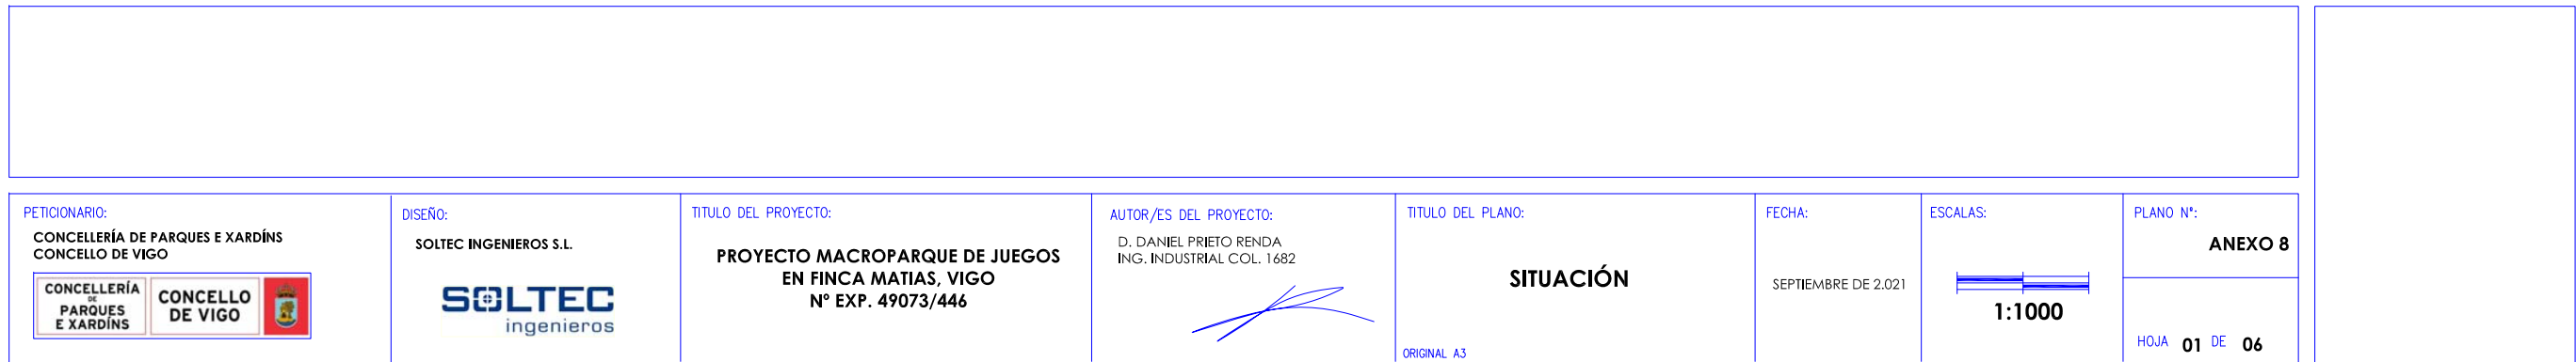 PETICIONARIO:
CONCELLERÍA DE PARQUES E XARDÍNS
CONCELLO DE VIGO
CONCELLERÍA
DE
PARQUES
E XARDÍNS
CONCELLO
DE VIGO
DISEÑO:
SOLTEC INGENIEROS S.L.
SOLTEC
ingenieros
TITULO DEL PROYECTO:
PROYECTO MACROPARQUE DE JUEGOS
EN FINCA MATIAS, VIGO
Nº EXP. 49073/446
AUTOR/ES DEL PROYECTO:
D. DANIEL PRIETO RENDA
ING. INDUSTRIAL COL. 1682
TITULO DEL PLANO:
SITUACIÓN
ORIGINAL A3
FECHA:
SEPTIEMBRE DE 2.021
ESCALAS:
1:1000
PLANO Nº:
ANEXO 8
HOJA 01 DE 06